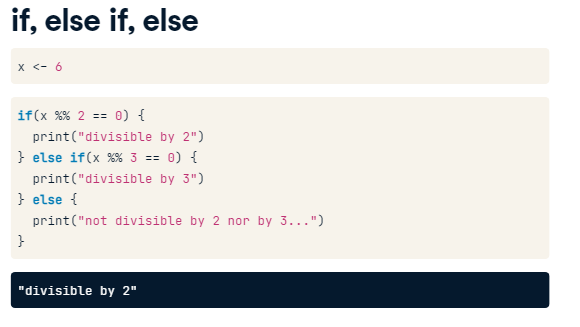 if, else if, else
x <- 6
if(x %% 2 == 0) {
  print("divisible by 2")
} else if(x %% 3 == 0) {
  print("divisible by 3")
} else {
  print("not divisible by 2 nor by 3...")
}
"divisible by 2"